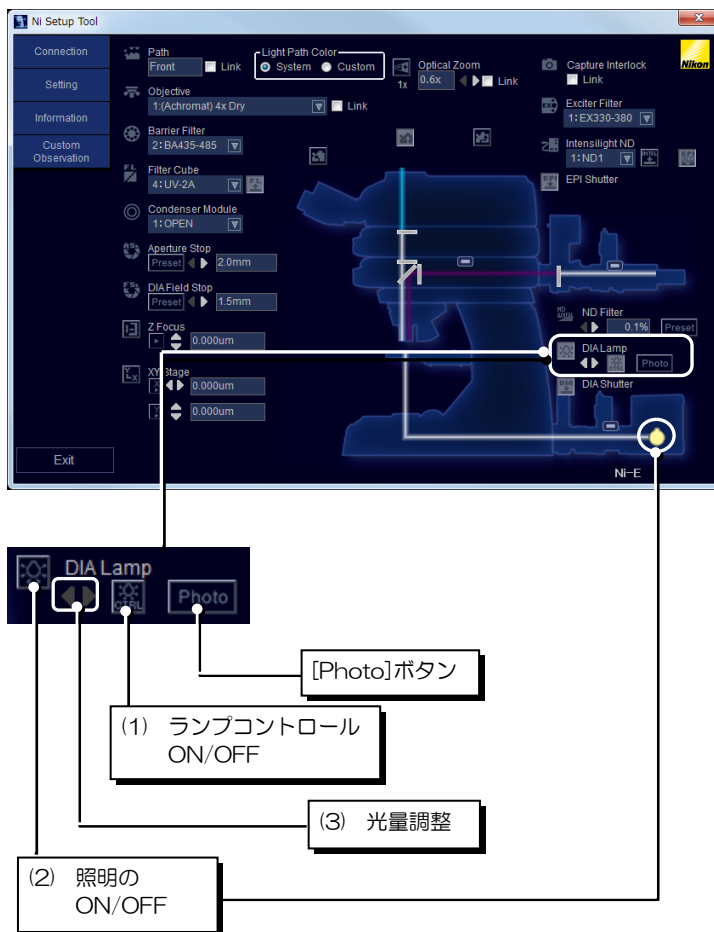 Ni Setup Tool
Connection
Setting
Information
Custom
Observation
Exit
Path
Front
Link
Light Path Color
System
Custom
Optical Zoom
1x
0.6x
Link
Capture Interlock
Link
Nikon
Objective
1:(Achromat) 4x Dry
Link
Exciter Filter
1:EX330-380
Barrier Filter
2:BA435-485
Intensilight ND
1:ND1
Filter Cube
4:UV-2A
EPI Shutter
Condenser Module
1:OPEN
Aperture Stop
Preset
2.0mm
DIA Field Stop
Preset
1.5mm
Z Focus
0.000um
XY Stage
0.000um
0.000um
ND Filter
0.1%
Preset
DIA Lamp
Photo
DIA Shutter
Ni-E
DIA Lamp
CTRL
Photo
[Photo]ボタン
(1) ランプコントロール
ON/OFF
(3) 光量調整
(2) 照明の
ON/OFF